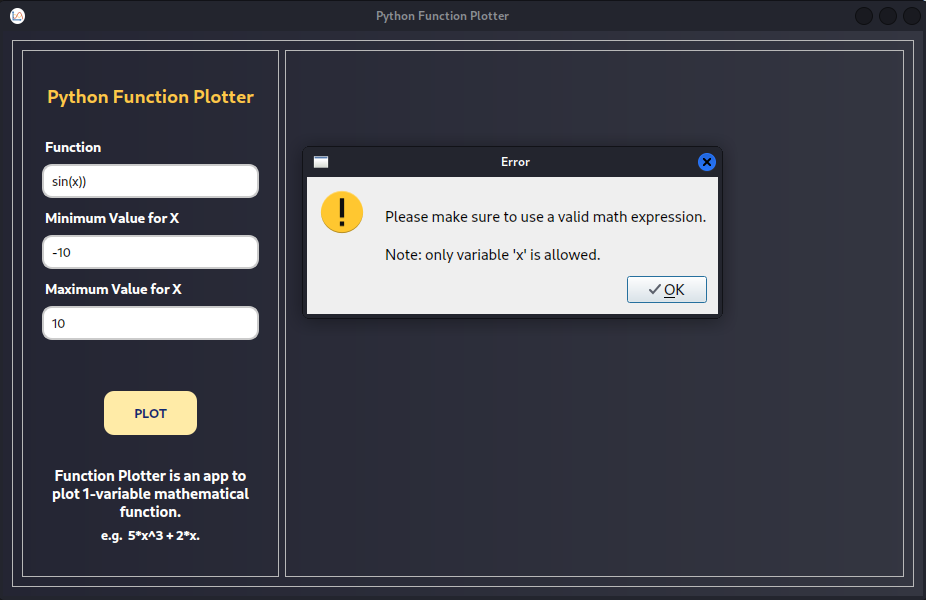 Python Function Plotter
Python Function Plotter
Function
sin(x))
Minimum Value for X
-10
Maximum Value for X
10
PLOT
Function Plotter is an app to
plot 1-variable mathematical
function.
e.g. 5*x^3 + 2*x.
Error
Please make sure to use a valid math expression.
Note: only variable 'x' is allowed.
OK